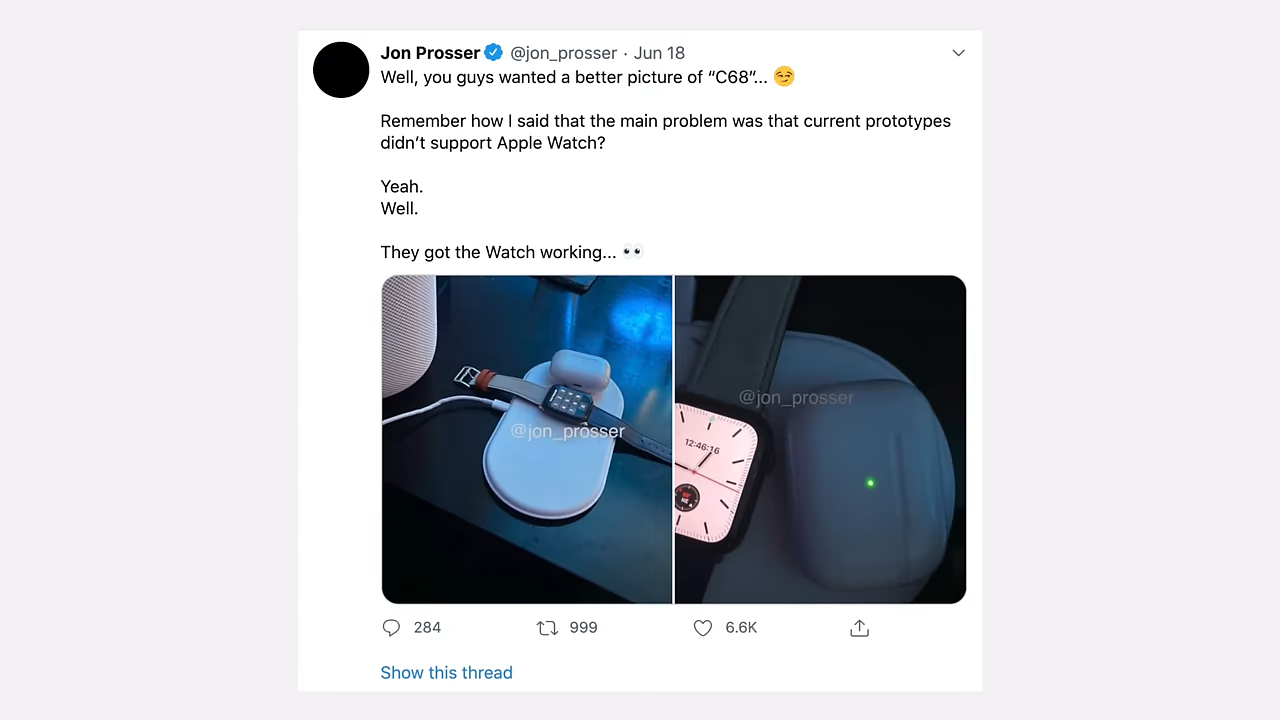 Jon Prosser @jon_prosser · Jun 18
Well, you guys wanted a better picture of “C68”... 😏
Remember how I said that the main problem was that current prototypes
didn’t support Apple Watch?
Yeah.
Well.
They got the Watch working... 👀
@jon_prosser
@jon_prosser
12:46:16
284 999 6.6K
Show this thread